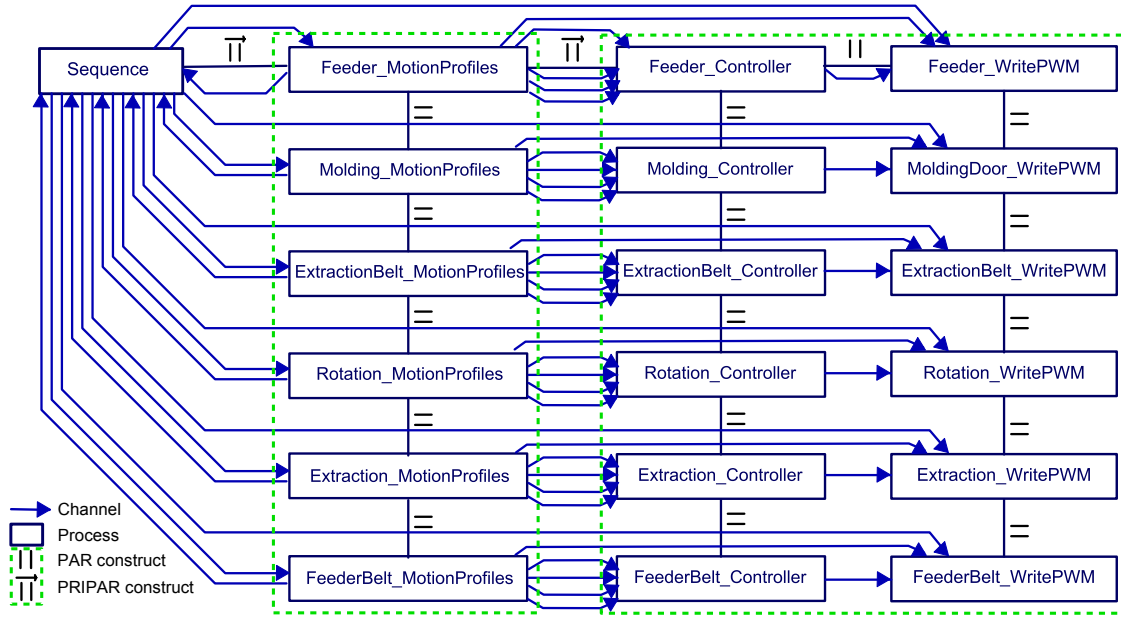 Sequence
Feeder_MotionProfiles
Feeder_Controller
Feeder_WritePWM
Molding_MotionProfiles
Molding_Controller
MoldingDoor_WritePWM
ExtractionBelt_MotionProfiles
ExtractionBelt_Controller
ExtractionBelt_WritePWM
Rotation_MotionProfiles
Rotation_Controller
Rotation_WritePWM
Extraction_MotionProfiles
Extraction_Controller
Extraction_WritePWM
FeederBelt_MotionProfiles
FeederBelt_Controller
FeederBelt_WritePWM
Channel
Process
PAR construct
PRIPAR construct